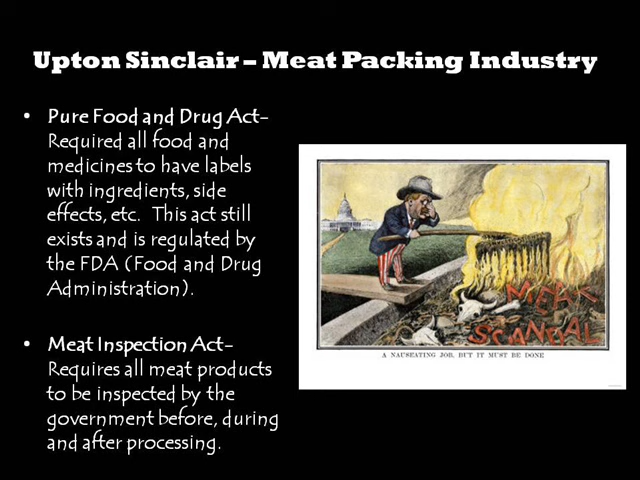 Upton Sinclair – Meat Packing Industry
• Pure Food and Drug Act-
Required all food and
medicines to have labels
with ingredients, side
effects, etc. This act still
exists and is regulated by
the FDA (Food and Drug
Administration).
• Meat Inspection Act-
Requires all meat products
to be inspected by the
government before, during
and after processing.
MEAT
SCANDAL
A NAUSEATING JOB, BUT IT MUST BE DONE